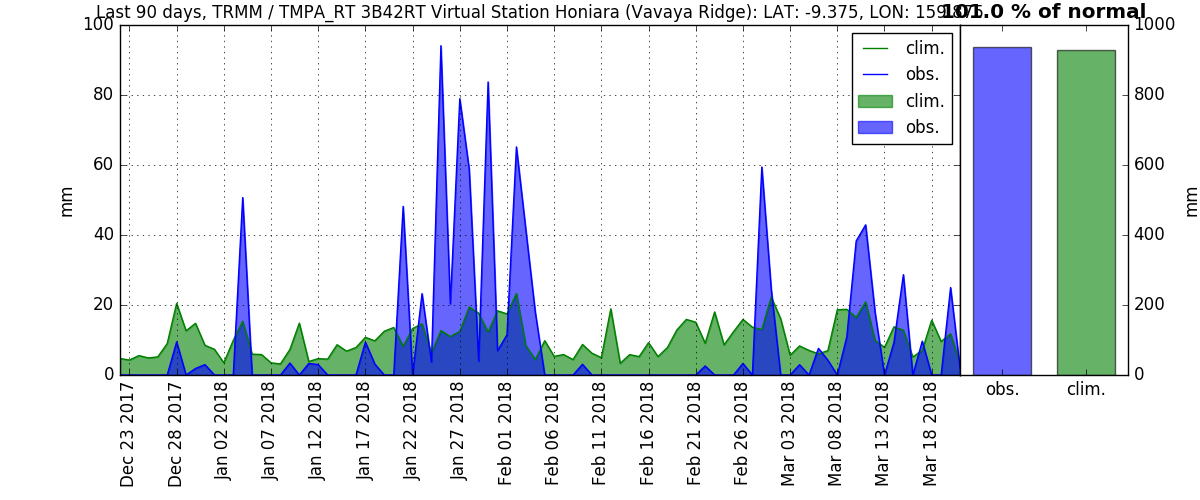 Last 90 days, TRMM / TMPA_RT 3B42RT Virtual Station Honiara (Vavaya Ridge): LAT: -9.375, LON:
101.0 % of normal
100
80
60
40
20
0
mm
clim.
obs.
clim.
obs.
1000
800
600
400
200
0
mm
obs.
clim.
Dec 23 2017
Dec 28 2017
Jan 02 2018
Jan 07 2018
Jan 12 2018
Jan 17 2018
Jan 22 2018
Jan 27 2018
Feb 01 2018
Feb 06 2018
Feb 11 2018
Feb 16 2018
Feb 21 2018
Feb 26 2018
Mar 03 2018
Mar 08 2018
Mar 13 2018
Mar 18 2018